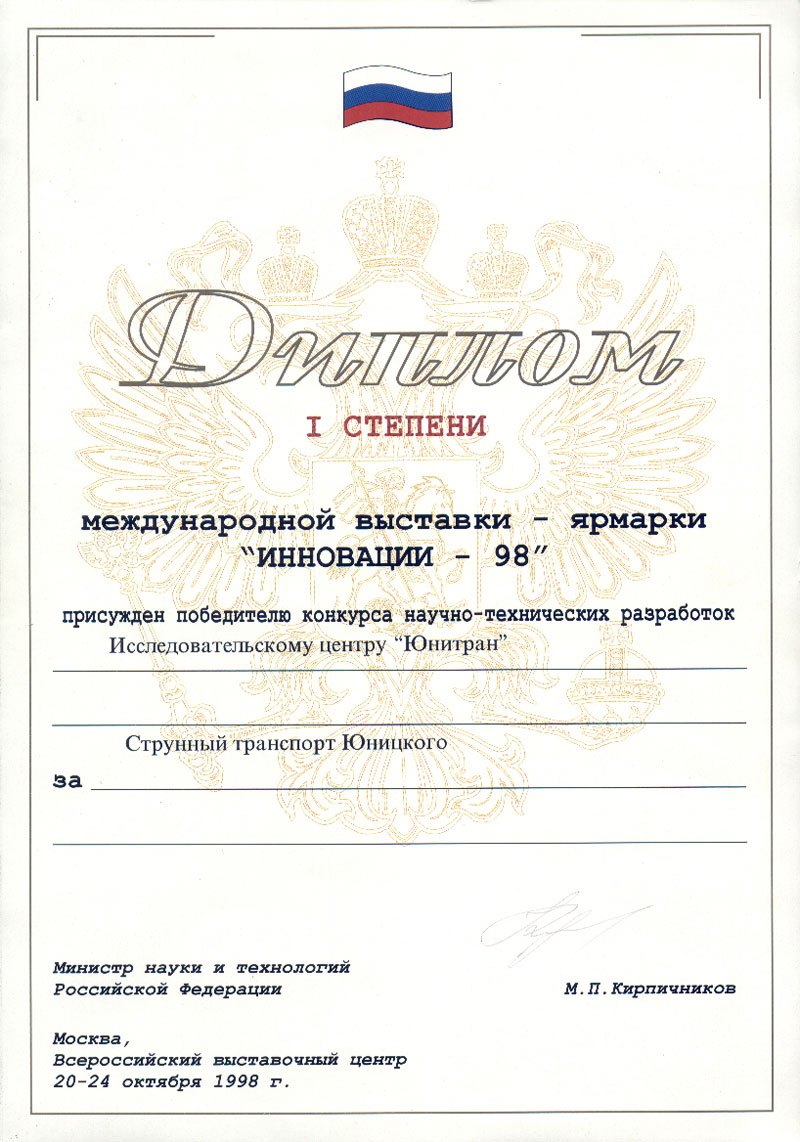 Диплом
I СТЕПЕНИ
международной выставки - ярмарки
“ИННОВАЦИИ - 98”
присужден победителю конкурса научно-технических разработок
Исследовательскому центру “Юнитран”
Струнный транспорт Юницкого
за
Министр науки и технологий
Российской Федерации
М.П.Кирпичников
Москва,
Всероссийский выставочный центр
20-24 октября 1998 г.